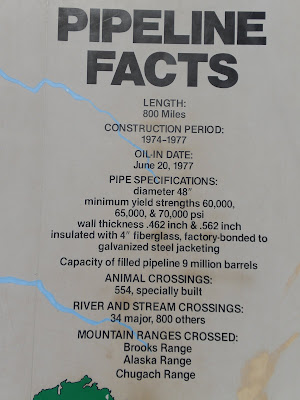 PIPELINE
FACTS
LENGTH:
800 Miles
CONSTRUCTION PERIOD:
1974-1977
OIL-IN DATE:
June 20, 1977
PIPE SPECIFICATIONS:
diameter 48"
minimum yield strengths 60,000,
65,000, & 70,000 psi
wall thickness .462 inch & .562 inch
insulated with 4" fiberglass, factory-bonded to
galvanized steel jacketing
Capacity of filled pipeline 9 million barrels
ANIMAL CROSSINGS:
554, specially built
RIVER AND STREAM CROSSINGS:
34 major, 800 others
MOUNTAIN RANGES CROSSED:
Brooks Range
Alaska Range
Chugach Range